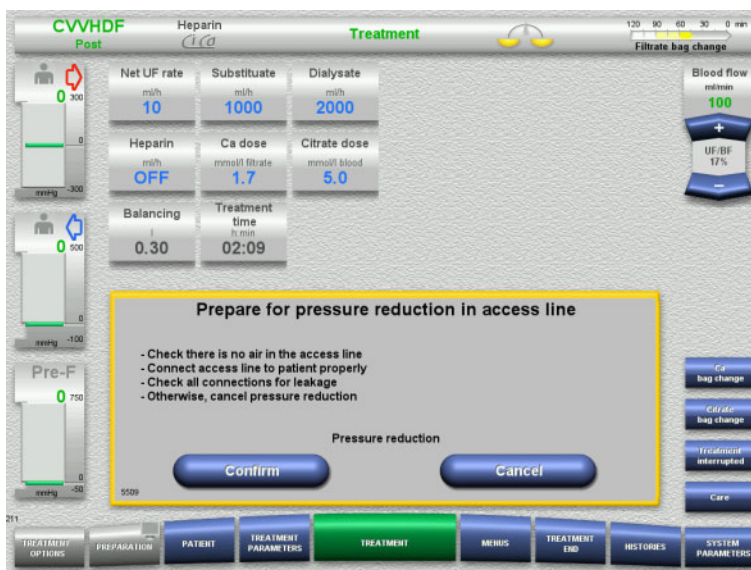 CVVHDF
Post
Heparin
CiCa
Treatment
120 90 60 30 0 min
Filtrate bag change
0 300
0
-300
mmHg
0 500
0
-100
mmHg
Pre-F
0 750
0
-50
mmHg
Net UF rate
ml/h
10
Substituate
ml/h
1000
Dialysate
ml/h
2000
Heparin
ml/h
OFF
Ca dose
mmol/l filtrate
1.7
Citrate dose
mmol/l blood
5.0
Balancing
l
0.30
Treatment
time
h:min
02:09
Blood flow
ml/min
100
+
UF/BF
17%
–
Prepare for pressure reduction in access line
- Check there is no air in the access line
- Connect access line to patient properly
- Check all connections for leakage
- Otherwise, cancel pressure reduction
Pressure reduction
Confirm
Cancel
5509
Ca
bag change
Citrate
bag change
Treatment
interrupted
Care
211
TREATMENT
OPTIONS
PREPARATION
PATIENT
TREATMENT
PARAMETERS
TREATMENT
MENUS
TREATMENT
END
HISTORIES
SYSTEM
PARAMETERS